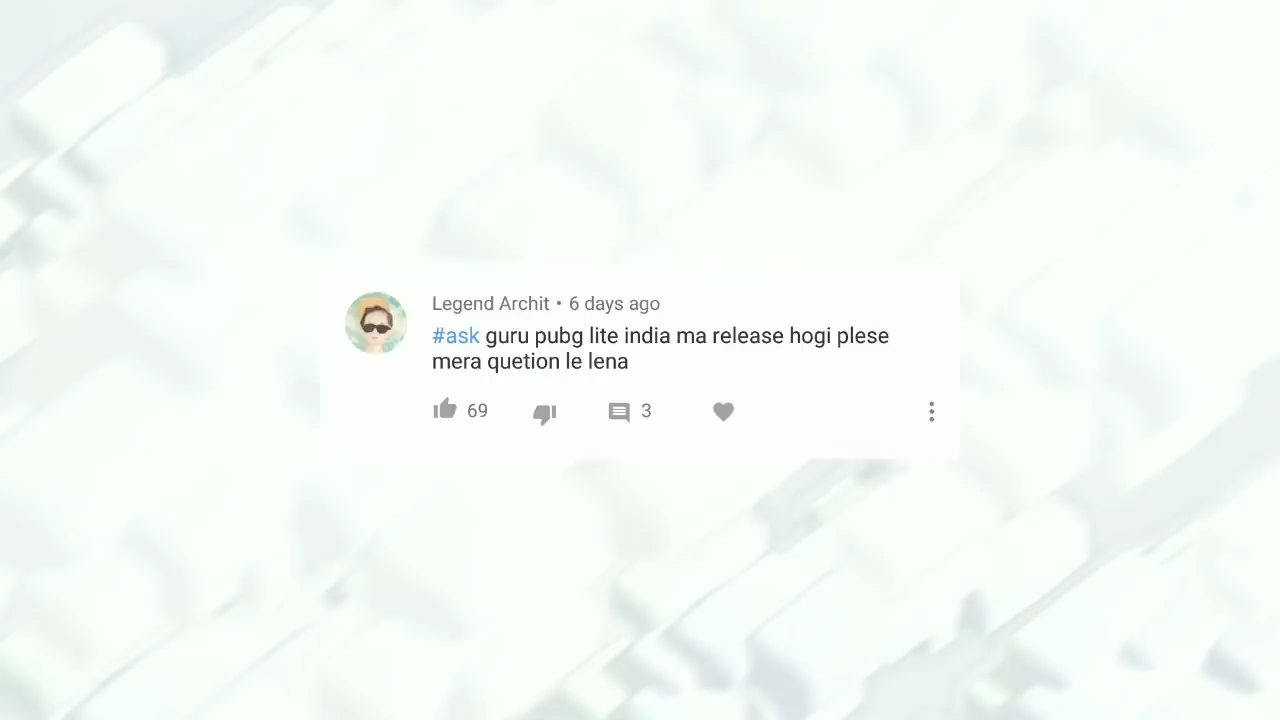 Legend Archit • 6 days ago
#ask guru pubg lite india ma release hogi plese
mera quetion le lena
69 3